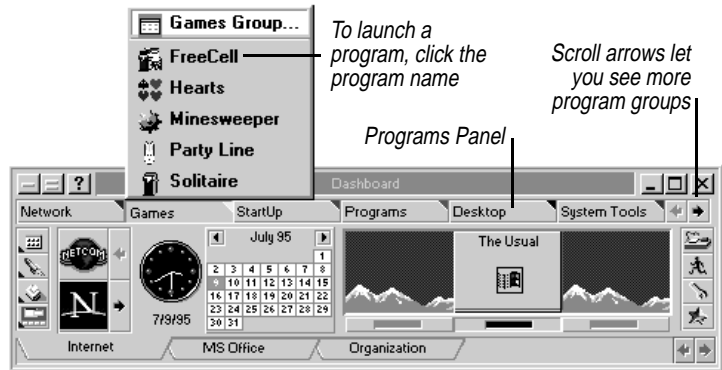 Games Group...
FreeCell
Hearts
Minesweeper
Party Line
Solitaire
To launch a
program, click the
program name
Scroll arrows let
you see more
program groups
Programs Panel
?
Dashboard
Network
Games
StartUp
Programs
Desktop
System Tools
NETCOM
N
7/9/95
July 95
1
2 3 4 5 6 7 8
9 10 11 12 13 14 15
16 17 18 19 20 21 22
23 24 25 26 27 28 29
30 31
The Usual
Internet
MS Office
Organization